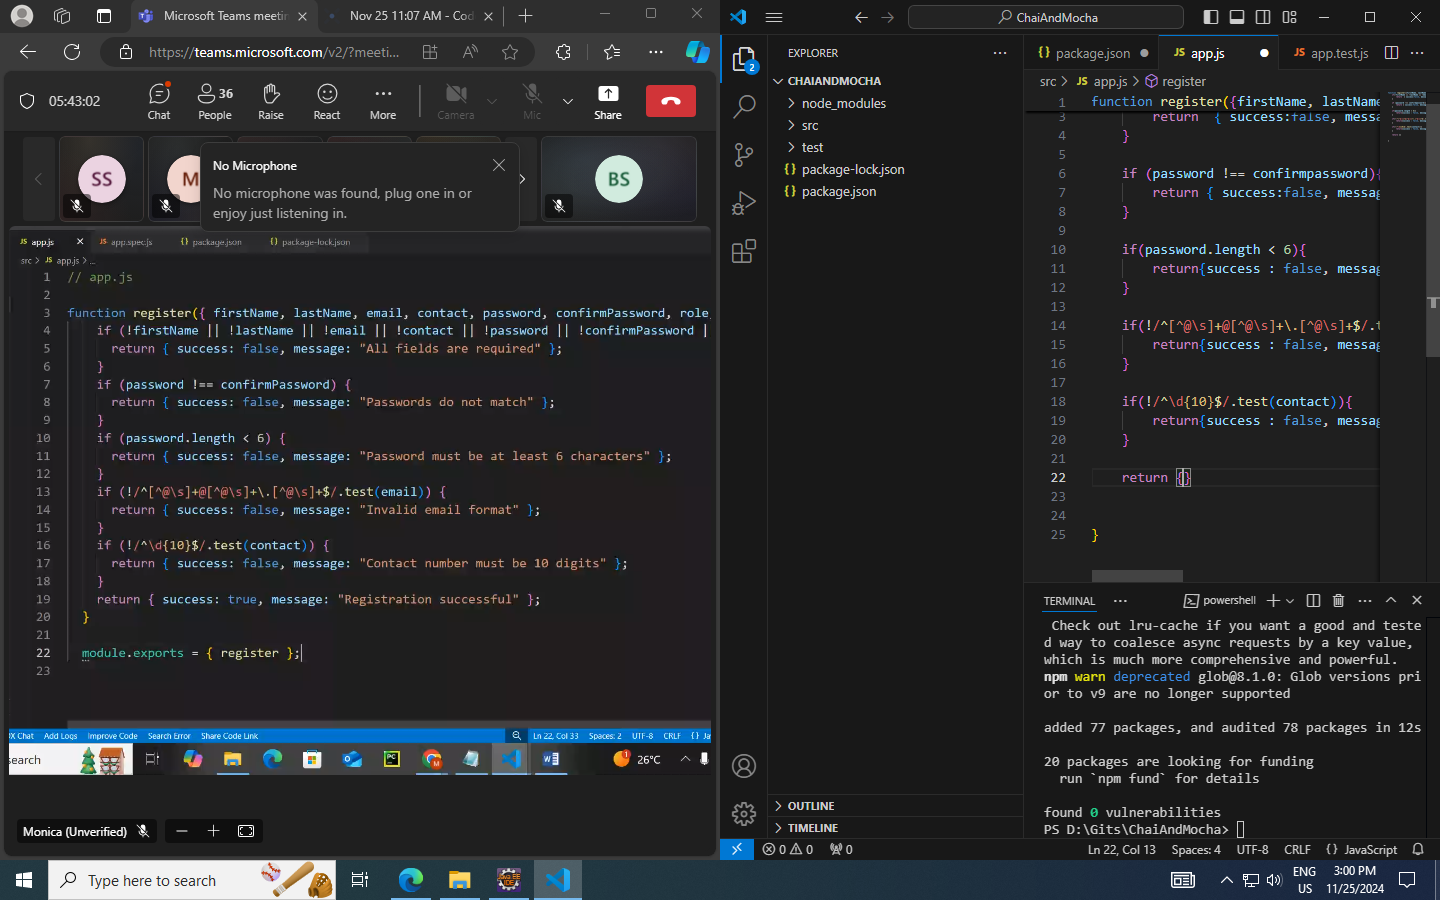 Microsoft Teams meetin
Nov 25 11:07 AM - Cod
https://teams.microsoft.com/v2/?meeti...
05:43:02
Chat
36
People
Raise
React
More
Camera
Mic
Share
SS
M
BS
No Microphone
No microphone was found, plug one in or
enjoy just listening in.
JS app.js
JS app.spec.js
{} package.json
{} package-lock.json
src > JS app.js > ...
1 // app.js
2
3 function register({ firstName, lastName, email, contact, password, confirmPassword, role,
4 if (!firstName || !lastName || !email || !contact || !password || !confirmPassword |
5 return { success: false, message: "All fields are required" };
6 }
7 if (password !== confirmPassword) {
8 return { success: false, message: "Passwords do not match" };
9 }
10 if (password.length < 6) {
11 return { success: false, message: "Password must be at least 6 characters" };
12 }
13 if (!/^[^@\s]+@[^@\s]+\.[^@\s]+$/.test(email)) {
14 return { success: false, message: "Invalid email format" };
15 }
16 if (!/^\d{10}$/.test(contact)) {
17 return { success: false, message: "Contact number must be 10 digits" };
18 }
19 return { success: true, message: "Registration successful" };
20 }
21
22 module.exports = { register };
23
X Chat Add Logs Improve Code Search Error Share Code Link
Ln 22, Col 33 Spaces: 2 UTF-8 CRLF {} Ja
search
26°C
Monica (Unverified)
ChaiAndMocha
EXPLORER
2
CHAIANDMOCHA
node_modules
src
test
{} package-lock.json
{} package.json
OUTLINE
TIMELINE
{} package.json
JS app.js
JS app.test.js
src > JS app.js > register
1 function register({firstName, lastName
3 return { success:false, messa
4 }
5
6 if (password !== confirmpassword){
7 return { success:false, messag
8 }
9
10 if(password.length < 6){
11 return{success : false, messag
12 }
13
14 if(!/^[^@\s]+@[^@\s]+\.[^@\s]+$/.t
15 return{success : false, messag
16 }
17
18 if(!/^\d{10}$/.test(contact)){
19 return{success : false, messag
20 }
21
22 return {}
23
24
25 }
TERMINAL
powershell
Check out lru-cache if you want a good and teste
d way to coalesce async requests by a key value,
which is much more comprehensive and powerful.
npm warn deprecated glob@8.1.0: Glob versions pri
or to v9 are no longer supported
added 77 packages, and audited 78 packages in 12s
20 packages are looking for funding
run `npm fund` for details
found 0 vulnerabilities
PS D:\Gits\ChaiAndMocha>
0 0 0
Ln 22, Col 13 Spaces: 4 UTF-8 CRLF {} JavaScript
Type here to search
ENG
US
3:00 PM
11/25/2024